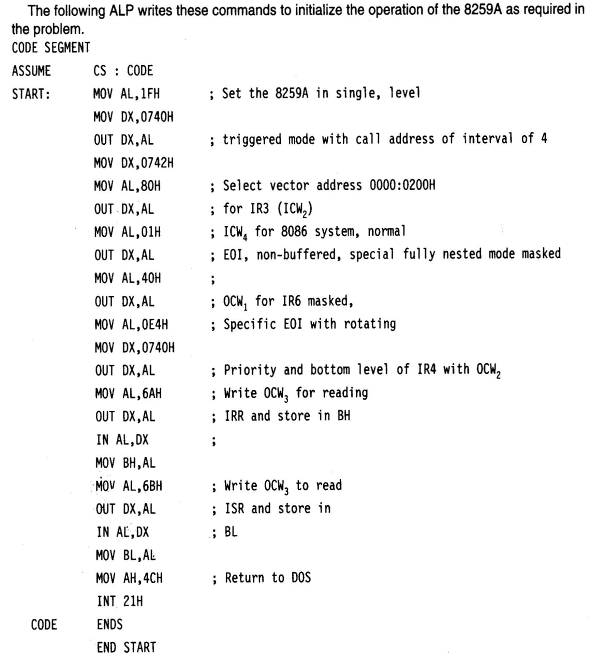 The following ALP writes these commands to initialize the operation of the 8259A as required in
the problem.
CODE SEGMENT
ASSUME CS : CODE
START: MOV AL,1FH ; Set the 8259A in single, level
MOV DX,0740H
OUT DX,AL ; triggered mode with call address of interval of 4
MOV DX,0742H
MOV AL,80H ; Select vector address 0000:0200H
OUT DX,AL ; for IR3 (ICW₂)
MOV AL,01H ; ICW₄ for 8086 system, normal
OUT DX,AL ; EOI, non-buffered, special fully nested mode masked
MOV AL,40H ;
OUT DX,AL ; OCW₁ for IR6 masked,
MOV AL,0E4H ; Specific EOI with rotating
MOV DX,0740H
OUT DX,AL ; Priority and bottom level of IR4 with OCW₂
MOV AL,6AH ; Write OCW₃ for reading
OUT DX,AL ; IRR and store in BH
IN AL,DX ;
MOV BH,AL
MOV AL,6BH ; Write OCW₃ to read
OUT DX,AL ; ISR and store in
IN AL,DX ; BL
MOV BL,AL
MOV AH,4CH ; Return to DOS
INT 21H
CODE ENDS
END START